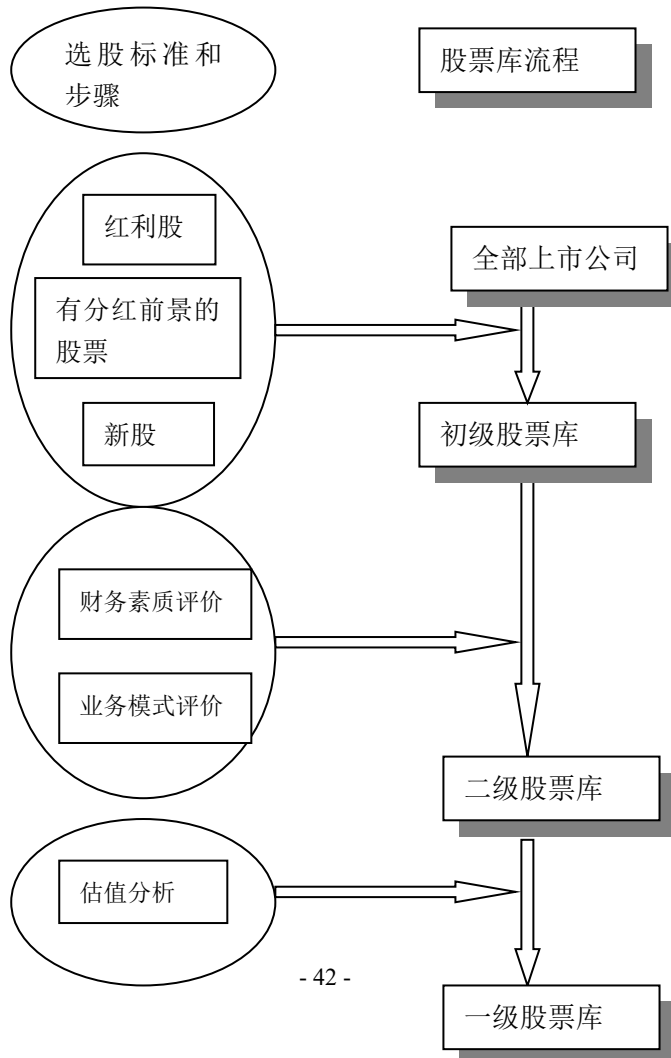 选股标准和
步骤
股票库流程
红利股
全部上市公司
有分红前景的
股票
新股
初级股票库
财务素质评价
业务模式评价
二级股票库
估值分析
- 42 -
一级股票库